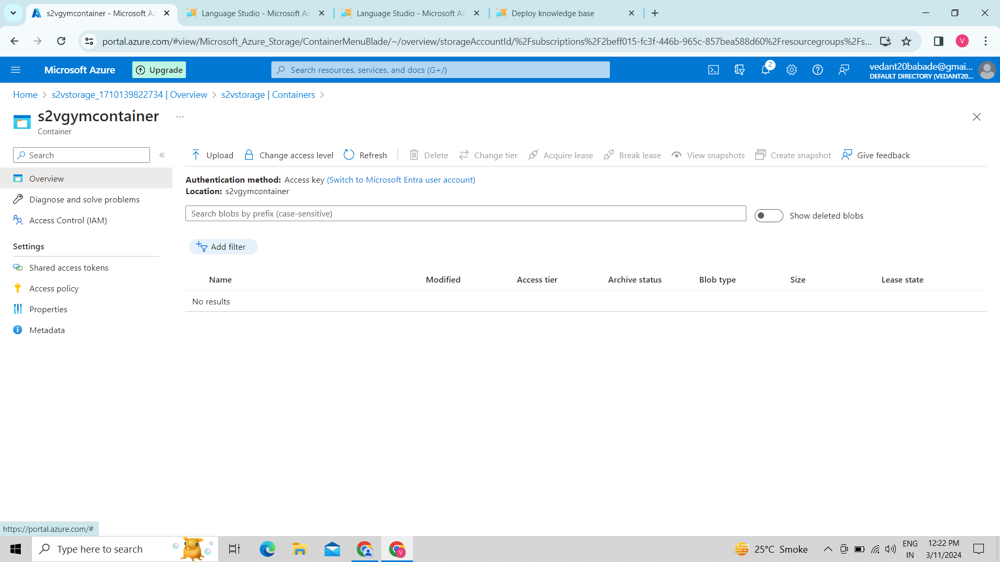 s2vgymcontainer - Microsoft Az
Language Studio - Microsoft Az
Language Studio - Microsoft Az
Deploy knowledge base
portal.azure.com/#view/Microsoft_Azure_Storage/ContainerMenuBlade/~/overview/storageAccountId/%2Fsubscriptions%2F2beff015-fc3f-446b-965c-857bea588d60%2Fresourcegroups%2Fs...
V
Microsoft Azure
Upgrade
Search resources, services, and docs (G+/)
2
vedant20babade@gmai...
DEFAULT DIRECTORY (VEDANT20...
Home > s2vstorage_1710139822734 | Overview > s2vstorage | Containers >
s2vgymcontainer ...
Container
Search
«
Upload
Change access level
Refresh
Delete
Change tier
Acquire lease
Break lease
View snapshots
Create snapshot
Give feedback
Overview
Diagnose and solve problems
Access Control (IAM)
Settings
Shared access tokens
Access policy
Properties
Metadata
Authentication method: Access key (Switch to Microsoft Entra user account)
Location: s2vgymcontainer
Search blobs by prefix (case-sensitive)
Show deleted blobs
Add filter
Name Modified Access tier Archive status Blob type Size Lease state
No results
https://portal.azure.com/#
Type here to search
V
25°C Smoke
ENG
IN
12:22 PM
3/11/2024